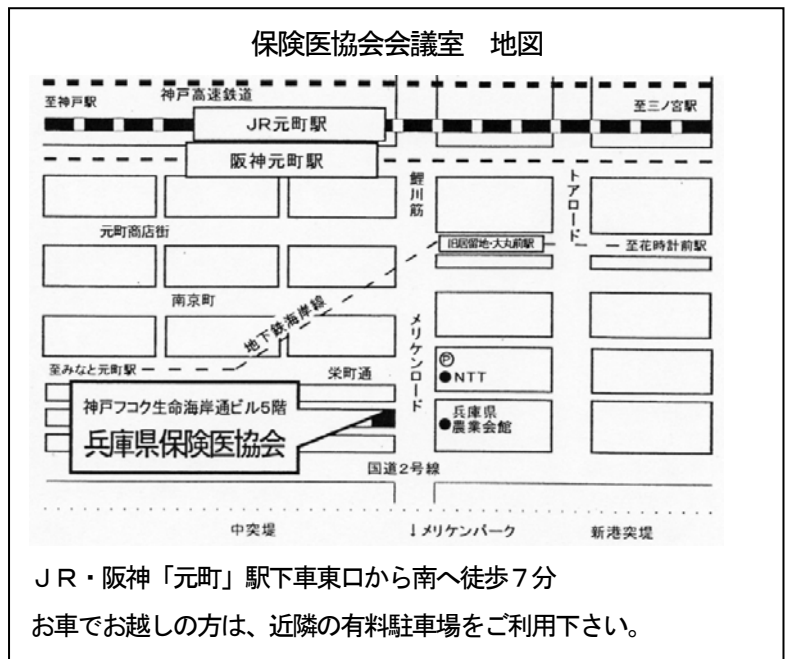 保険医協会会議室　地図
至神戸駅
神戸高速鉄道
至三ノ宮駅
JR元町駅
阪神元町駅
鯉川筋
トアロード
元町商店街
旧居留地・大丸前駅
至花時計前駅
南京町
地下鉄海岸線
メリケンロード
至みなと元町駅
栄町通
Ⓟ
●NTT
神戸フコク生命海岸通ビル5階
兵庫県保険医協会
●兵庫県
農業会館
国道2号線
中突堤
↓メリケンパーク
新港突堤
ＪＲ・阪神「元町」駅下車東口から南へ徒歩７分
お車でお越しの方は、近隣の有料駐車場をご利用下さい。